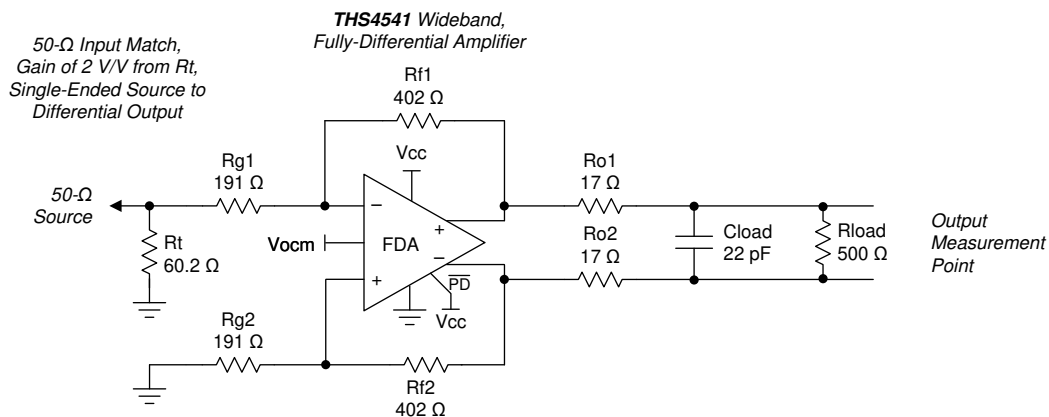 THS4541 Wideband,
Fully-Differential Amplifier
50-Ω Input Match,
Gain of 2 V/V from Rt,
Single-Ended Source to
Differential Output
Rf1
402 Ω
Vcc
Rg1
191 Ω
Ro1
17 Ω
50-Ω
Source
Rt
60.2 Ω
Vocm
−
+
FDA
+
−
PD
Vcc
Ro2
17 Ω
Cload
22 pF
Rload
500 Ω
Output
Measurement
Point
Rg2
191 Ω
Rf2
402 Ω